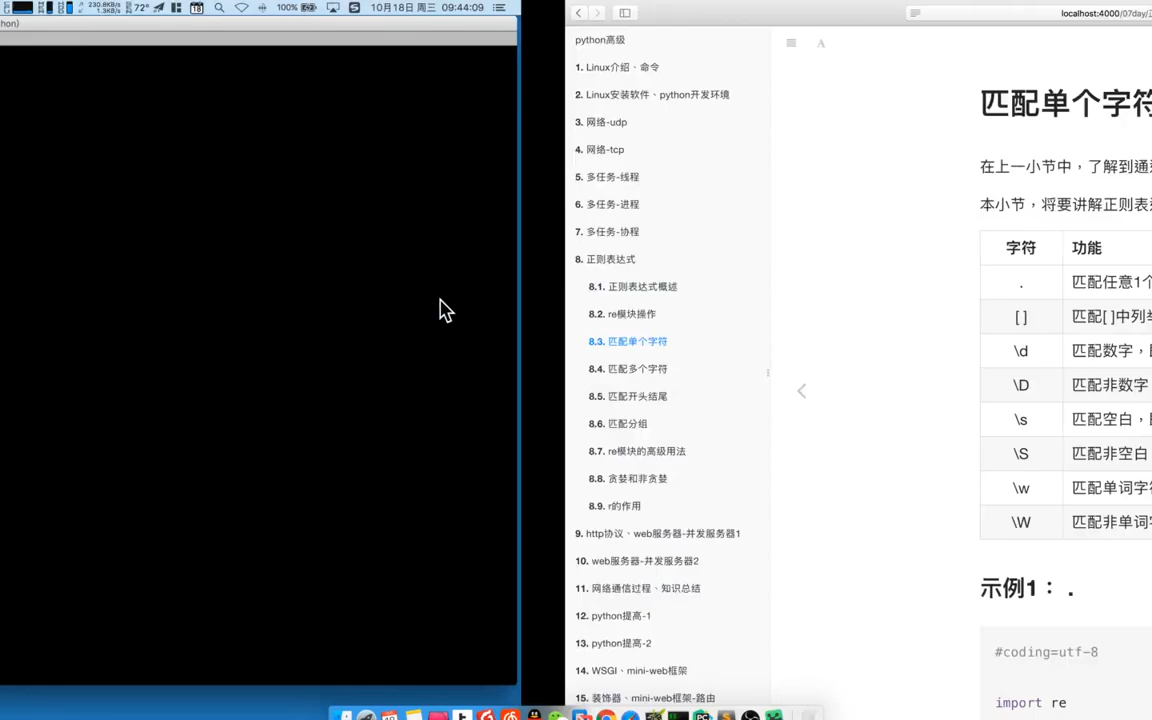 230.8KB/s
1.3KB/s
72°
18
100%
10月18日 周三 09:44:09
hon)
localhost:4000/07day/
python高级
1. Linux介绍、命令
2. Linux安装软件、python开发环境
3. 网络-udp
4. 网络-tcp
5. 多任务-线程
6. 多任务-进程
7. 多任务-协程
8. 正则表达式
8.1. 正则表达式概述
8.2. re模块操作
8.3. 匹配单个字符
8.4. 匹配多个字符
8.5. 匹配开头结尾
8.6. 匹配分组
8.7. re模块的高级用法
8.8. 贪婪和非贪婪
8.9. r的作用
9. http协议、web服务器-并发服务器1
10. web服务器-并发服务器2
11. 网络通信过程、知识总结
12. python提高-1
13. python提高-2
14. WSGI、mini-web框架
15. 装饰器、mini-web框架-路由
A
匹配单个字符
在上一小节中，了解到通
本小节，将要讲解正则表
字符 功能
. 匹配任意1个
[ ] 匹配[ ]中列
\d 匹配数字，
\D 匹配非数字
\s 匹配空白，
\S 匹配非空白
\w 匹配单词字
\W 匹配非单词
示例1： .
#coding=utf-8
import re